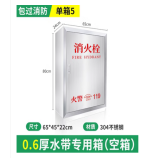 包过消防
单箱5
55cm
80
消火栓
FIRE HYDRANT
火警 119
尺寸 65*45*22cm
材质 304不锈钢
0.6厚水带专用箱(空箱)